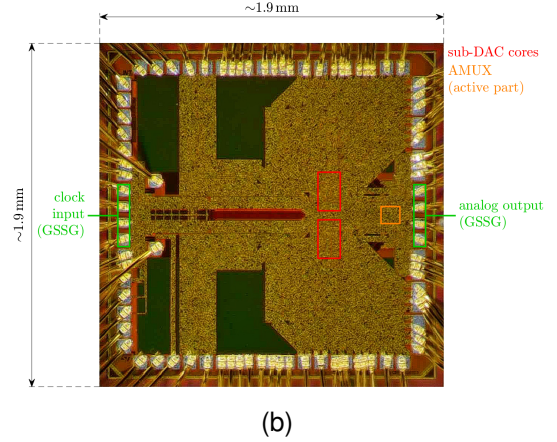 ~1.9 mm
~1.9 mm
sub-DAC cores
AMUX
(active part)
clock
input
(GSSG)
analog output
(GSSG)
(b)